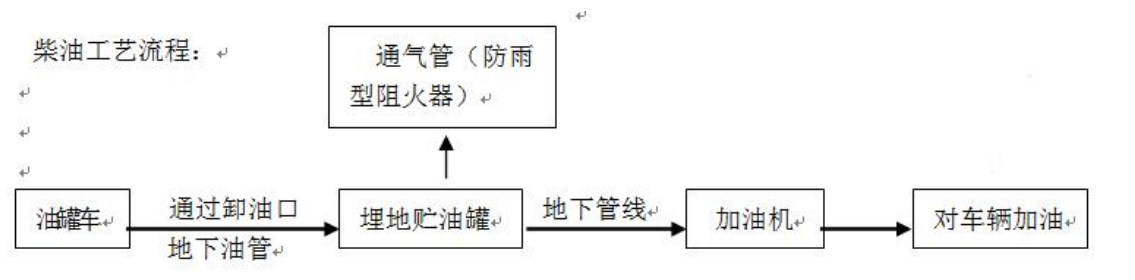 柴油工艺流程：
通气管（防雨
型阻火器）
油罐车
通过卸油口
地下油管
埋地贮油罐
地下管线
加油机
对车辆加油